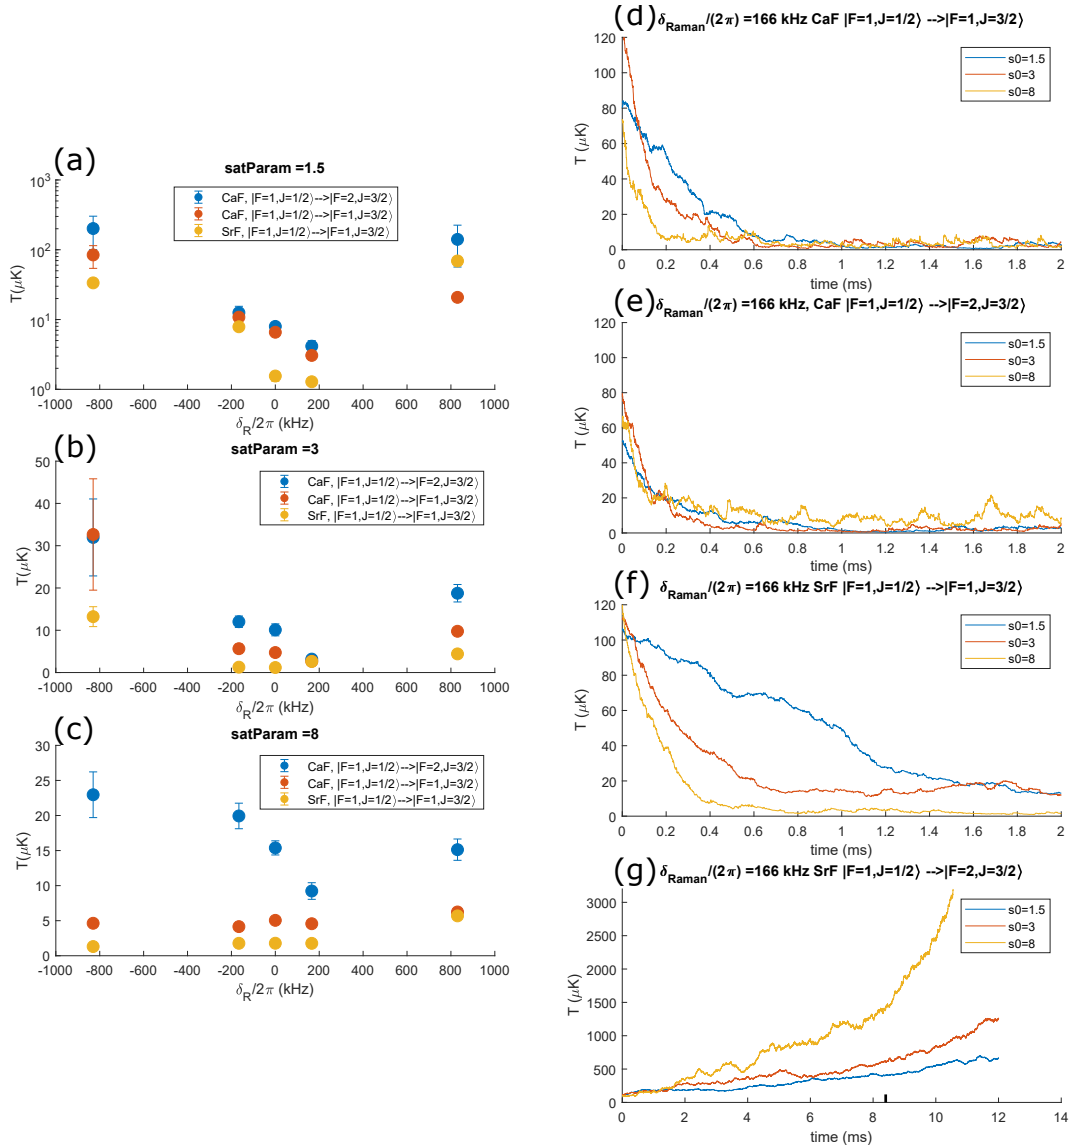 (a)
satParam =1.5
CaF, |F=1,J=1/2⟩-->|F=2,J=3/2⟩
CaF, |F=1,J=1/2⟩-->|F=1,J=3/2⟩
SrF, |F=1,J=1/2⟩-->|F=1,J=3/2⟩
T(μK)
10³
10²
10¹
10⁰
-1000 -800 -600 -400 -200 0 200 400 600 800 1000
δ_R/2π (kHz)
(b)
satParam =3
CaF, |F=1,J=1/2⟩-->|F=2,J=3/2⟩
CaF, |F=1,J=1/2⟩-->|F=1,J=3/2⟩
SrF, |F=1,J=1/2⟩-->|F=1,J=3/2⟩
T(μK)
50
40
30
20
10
0
-1000 -800 -600 -400 -200 0 200 400 600 800 1000
δ_R/2π (kHz)
(c)
satParam =8
CaF, |F=1,J=1/2⟩-->|F=2,J=3/2⟩
CaF, |F=1,J=1/2⟩-->|F=1,J=3/2⟩
SrF, |F=1,J=1/2⟩-->|F=1,J=3/2⟩
T(μK)
30
25
20
15
10
5
0
-1000 -800 -600 -400 -200 0 200 400 600 800 1000
δ_R/2π (kHz)
(d)
δ_Raman/(2π) =166 kHz CaF |F=1,J=1/2⟩ -->|F=1,J=3/2⟩
s0=1.5
s0=3
s0=8
T (μK)
120
100
80
60
40
20
0
0 0.2 0.4 0.6 0.8 1 1.2 1.4 1.6 1.8 2
time (ms)
(e)
δ_Raman/(2π) =166 kHz, CaF |F=1,J=1/2⟩ -->|F=2,J=3/2⟩
s0=1.5
s0=3
s0=8
T (μK)
120
100
80
60
40
20
0
0 0.2 0.4 0.6 0.8 1 1.2 1.4 1.6 1.8 2
time (ms)
(f)
δ_Raman/(2π) =166 kHz SrF |F=1,J=1/2⟩ -->|F=1,J=3/2⟩
s0=1.5
s0=3
s0=8
T (μK)
120
100
80
60
40
20
0
0 0.2 0.4 0.6 0.8 1 1.2 1.4 1.6 1.8 2
time (ms)
(g)
δ_Raman/(2π) =166 kHz SrF |F=1,J=1/2⟩ -->|F=2,J=3/2⟩
s0=1.5
s0=3
s0=8
T (μK)
3000
2500
2000
1500
1000
500
0
0 2 4 6 8 10 12 14
time (ms)